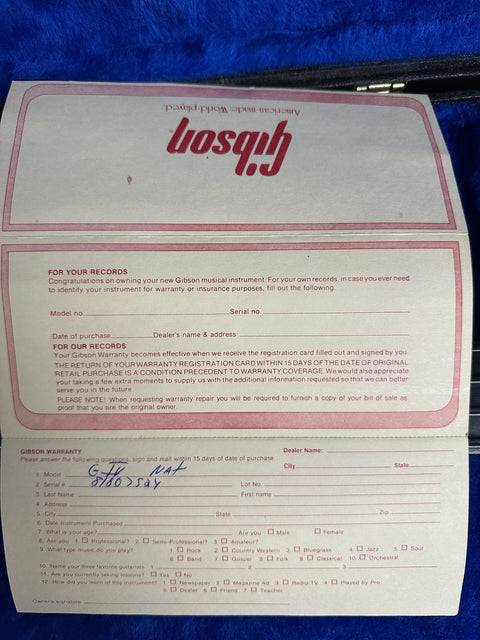 American-made. World-played.
Gibson
FOR YOUR RECORDS
Congratulations on owning your new Gibson musical instrument. For your own records, in case you ever need
to identify your instrument for warranty or insurance purposes, fill out the following:
Model no. Serial no.
Date of purchase Dealer's name & address
FOR OUR RECORDS
Your Gibson Warranty becomes effective when we receive the registration card filled out and signed by you.
THE RETURN OF YOUR WARRANTY REGISTRATION CARD WITHIN 15 DAYS OF THE DATE OF ORIGINAL
RETAIL PURCHASE IS A CONDITION PRECEDENT TO WARRANTY COVERAGE. We would also appreciate
your taking a few extra moments to supply us with the additional information requested so that we can better
serve you in the future.
PLEASE NOTE! When requesting warranty repair you will be required to furnish a copy of your bill of sale as
proof that you are the original owner.
GIBSON WARRANTY Dealer Name:
Please answer the following questions, sign and mail within 15 days of date of purchase. City State
1. Model NAt
2. Serial # Lot No.
3. Last Name First name
4. Address
5. City State Zip
6. Date Instrument Purchased
7. What is your age? Are you Male Female
8. Are you 1. Professional? 2. Semi-Professional? 3. Amateur?
9. What type music do you play? 1 Rock 2 Country Western 3 Bluegrass 4 Jazz 5 Soul
6 Band 7 Gospel 8 Folk 9 Classical 10 Orchestral
10. Name your three favorite guitarists 1 2 3
11. Are you currently taking lessons? Yes No
12. How did you learn of this instrument? 1 Newspaper 2 Magazine Ad 3 Radio/TV 4 Played by Pro
5 Dealer 6 Friend 7 Teacher
Owner's signature